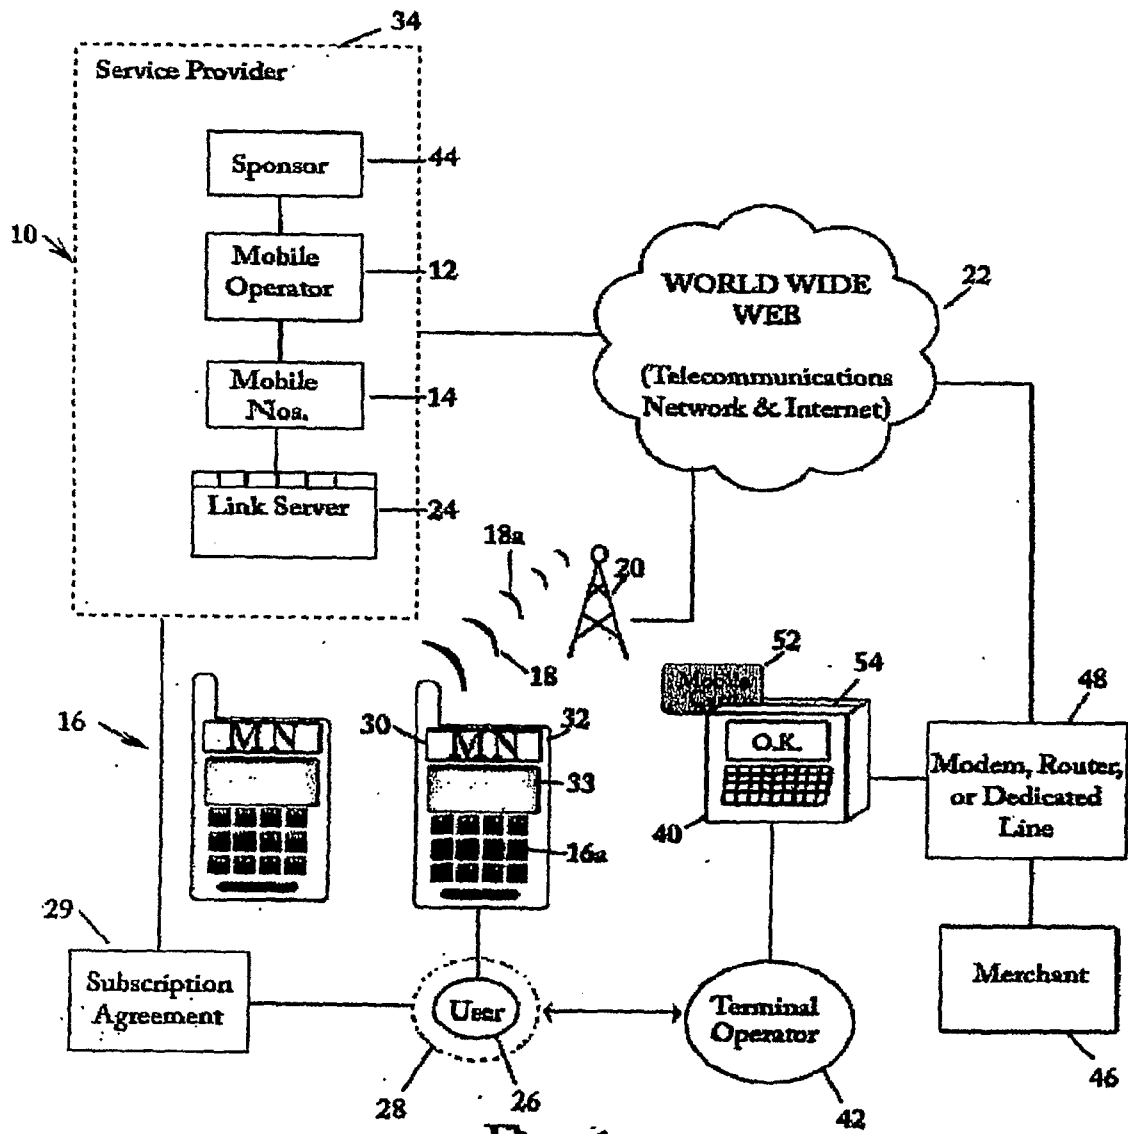 34
Service Provider
Sponsor
44
10
Mobile
Operator
12
Mobile
Nos.
14
Link Server
24
WORLD WIDE
WEB
(Telecommunications
Network & Internet)
22
18a
20
18
16
MN
30
MN
32
33
16a
52
Mobile
54
O.K.
40
48
Modem, Router,
or Dedicated
Line
29
Subscription
Agreement
User
28
26
Terminal
Operator
42
Merchant
46